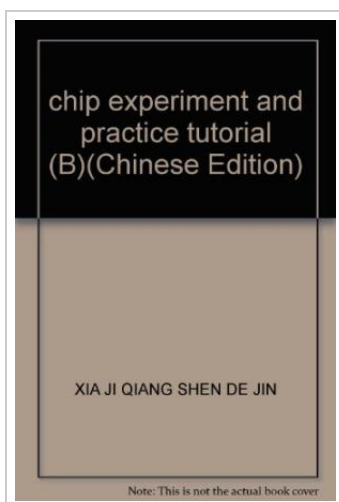 chip experiment and
practice tutorial
(B)(Chinese Edition)
XIA JI QIANG SHEN DE JIN
Note: This is not the actual book cover